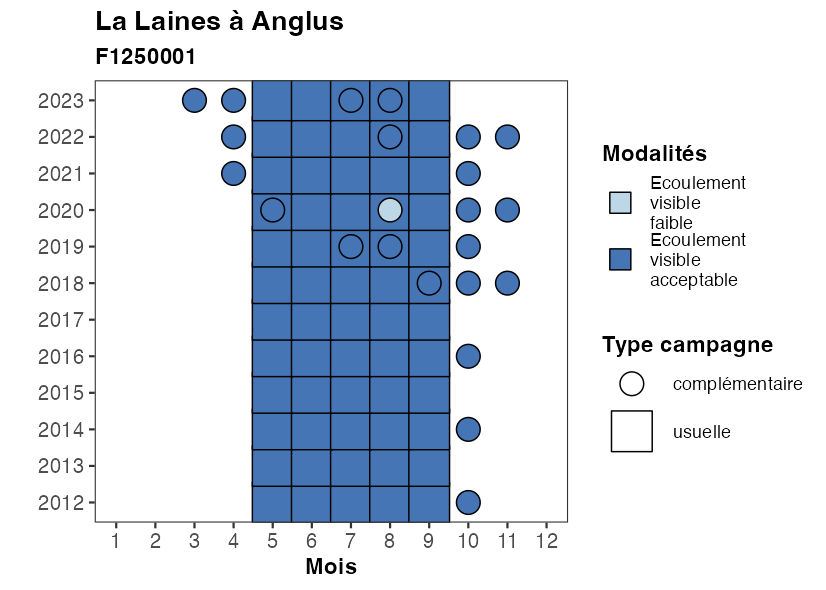 La Laines à Anglus
F1250001
2023
2022
2021
2020
2019
2018
2017
2016
2015
2014
2013
2012
1 2 3 4 5 6 7 8 9 10 11 12
Mois
Modalités
Ecoulement
visible
faible
Ecoulement
visible
acceptable
Type campagne
complémentaire
usuelle